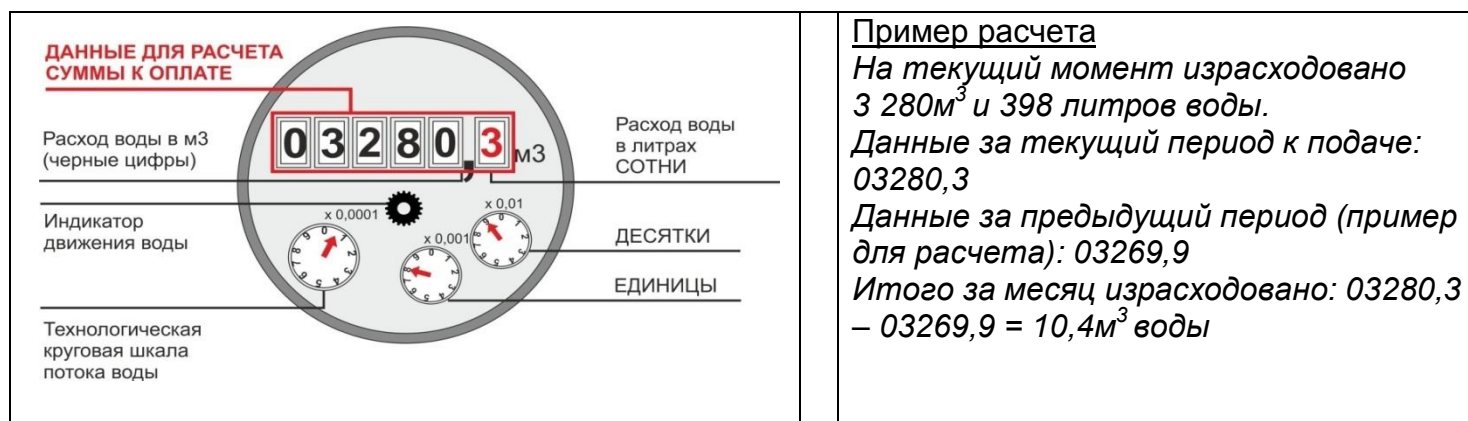 ДАННЫЕ ДЛЯ РАСЧЕТА
СУММЫ К ОПЛАТЕ
Расход воды в м3
(черные цифры)
03280,3 м3
Расход воды
в литрах
СОТНИ
Индикатор
движения воды
x 0,0001
x 0,001
x 0,01
ДЕСЯТКИ
ЕДИНИЦЫ
Технологическая
круговая шкала
потока воды
Пример расчета
На текущий момент израсходовано
3 280м³ и 398 литров воды.
Данные за текущий период к подаче:
03280,3
Данные за предыдущий период (пример
для расчета): 03269,9
Итого за месяц израсходовано: 03280,3
– 03269,9 = 10,4м³ воды